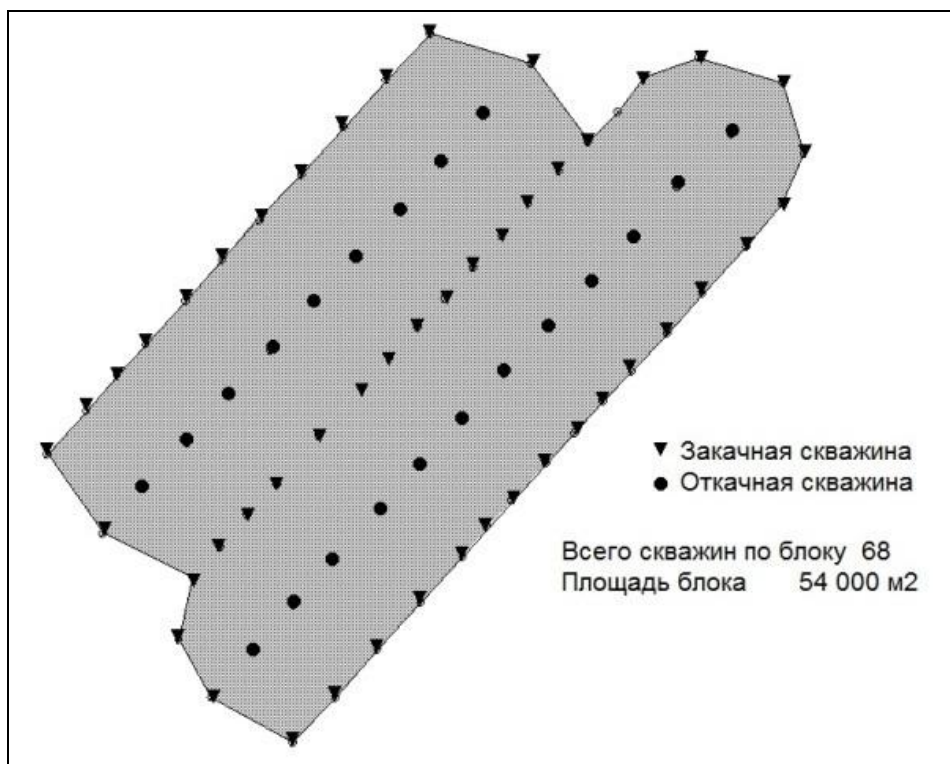 Закачная скважина
Откачная скважина
Всего скважин по блоку 68
Площадь блока 54 000 м2